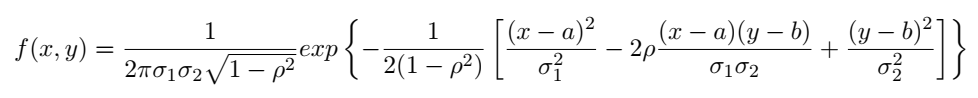 f(x, y) = \frac{1}{2\pi\sigma_1\sigma_2\sqrt{1-\rho^2}} exp \left\{ -\frac{1}{2(1-\rho^2)} \left[ \frac{(x-a)^2}{\sigma_1^2} - 2\rho\frac{(x-a)(y-b)}{\sigma_1\sigma_2} + \frac{(y-b)^2}{\sigma_2^2} \right] \right\}